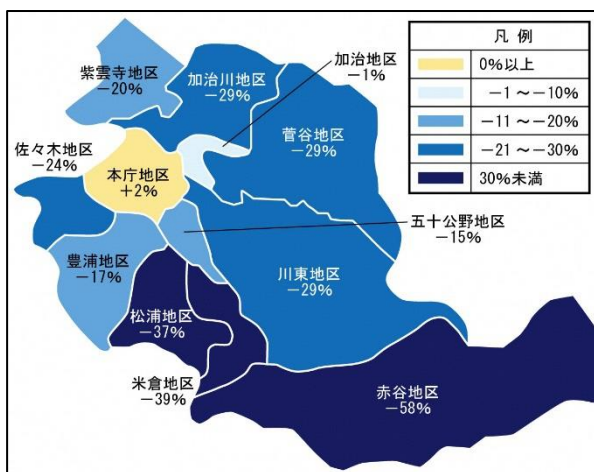 凡 例
0%以上
－1 ～－10%
－11 ～－20%
－21 ～－30%
30%未満
紫雲寺地区
－20%
加治川地区
－29%
加治地区
－1%
菅谷地区
－29%
佐々木地区
－24%
本庁地区
+2%
五十公野地区
－15%
豊浦地区
－17%
川東地区
－29%
松浦地区
－37%
米倉地区
－39%
赤谷地区
－58%